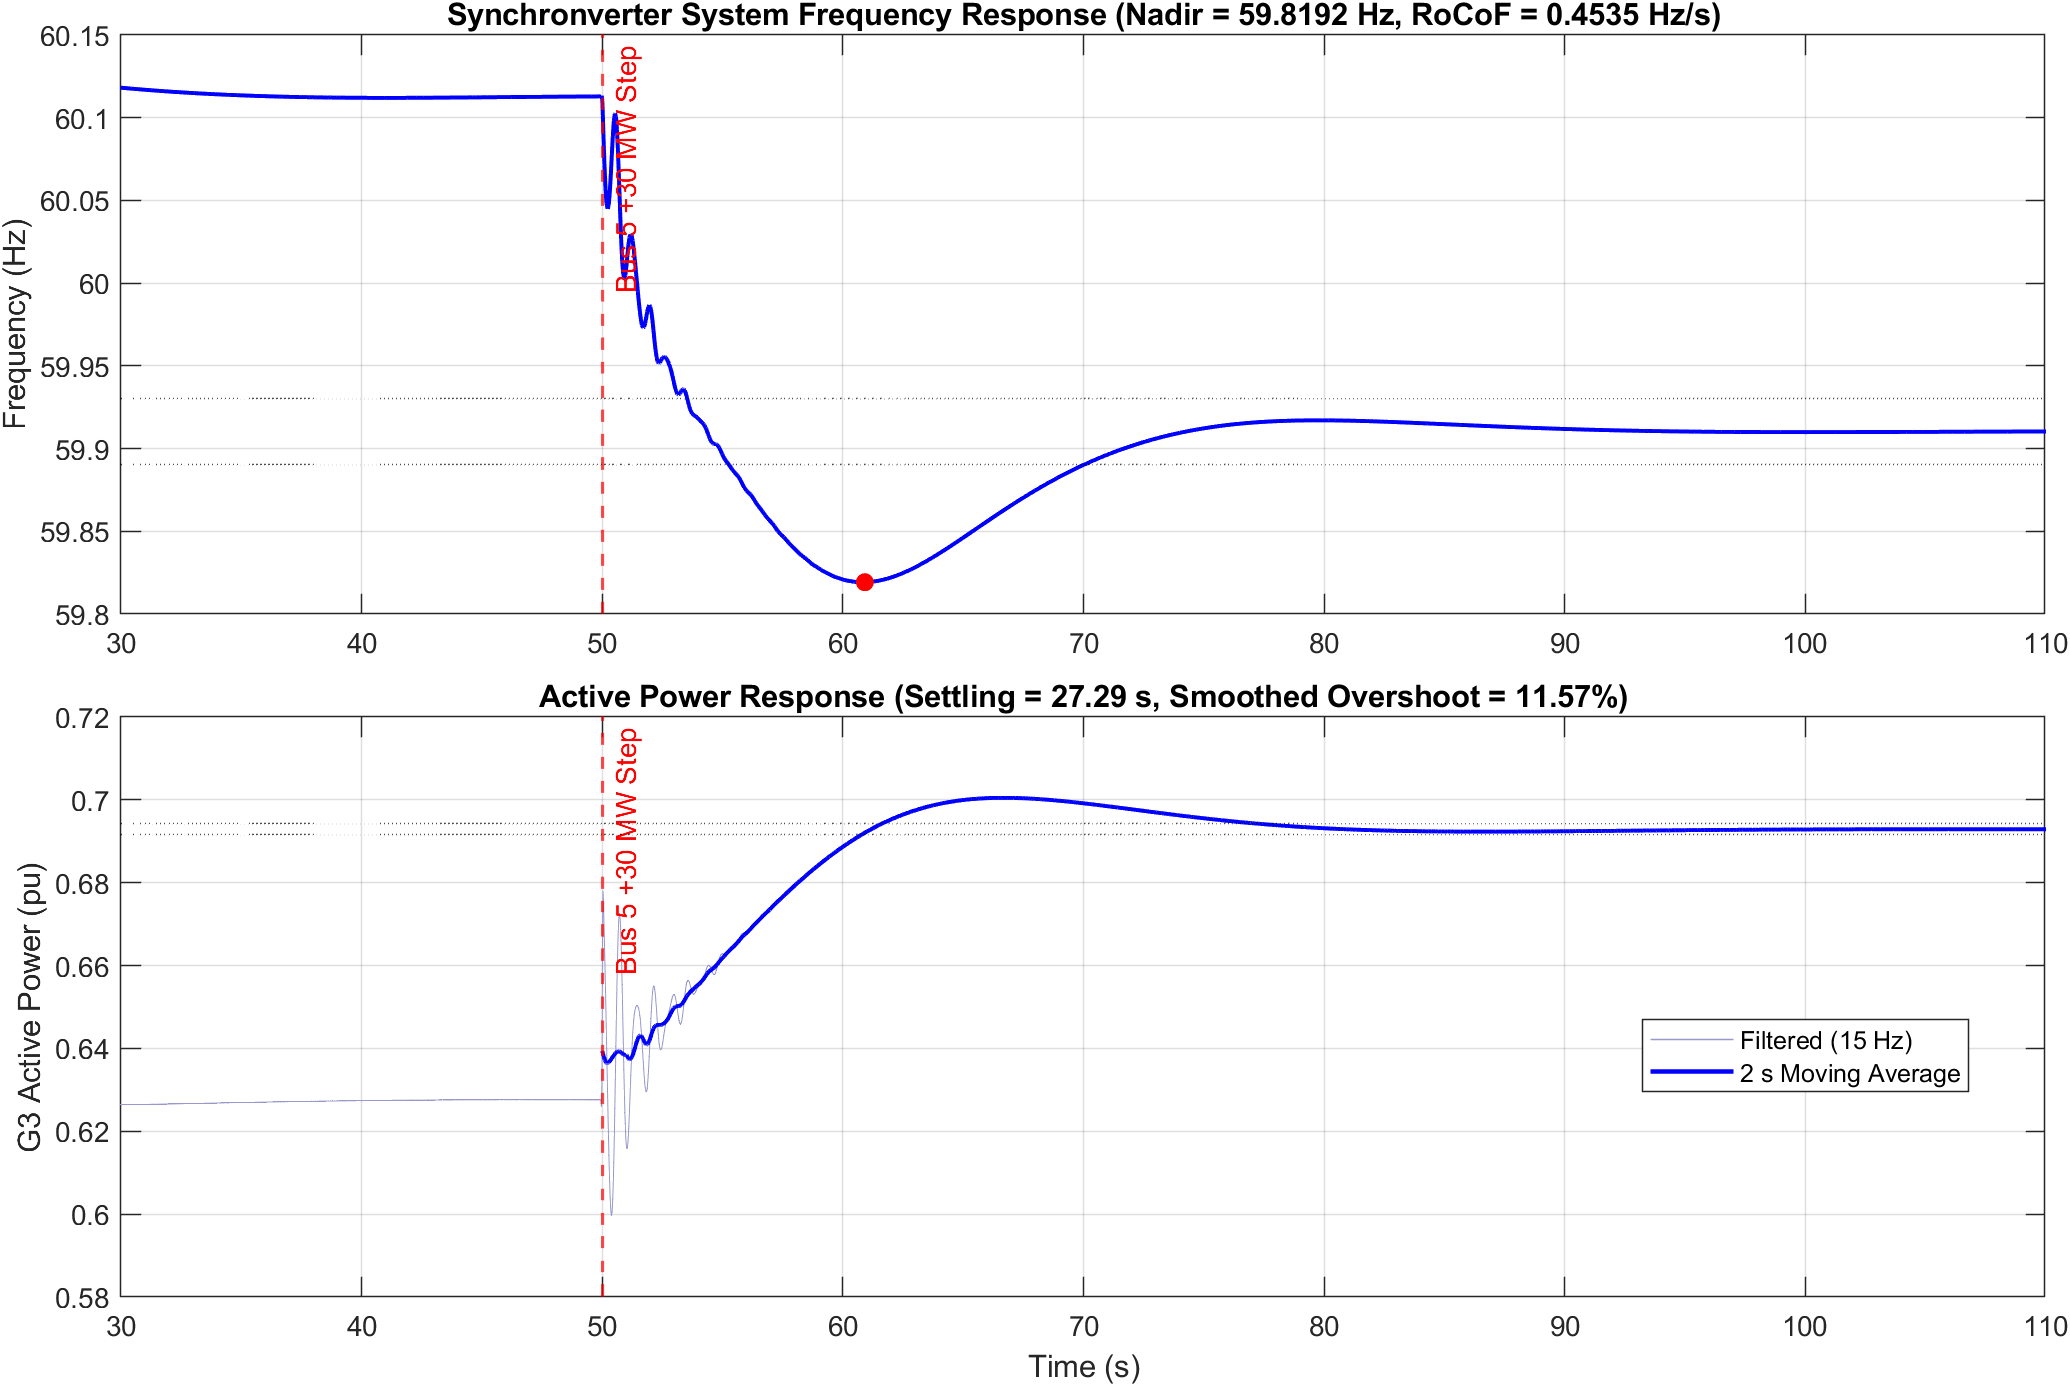 Synchronverter System Frequency Response (Nadir = 59.8192 Hz, RoCoF = 0.4535 Hz/s)
Frequency (Hz)
60.15
60.1
60.05
60
59.95
59.9
59.85
59.8
Bus 5 +30 MW Step
30 40 50 60 70 80 90 100 110
Active Power Response (Settling = 27.29 s, Smoothed Overshoot = 11.57%)
G3 Active Power (pu)
0.72
0.7
0.68
0.66
0.64
0.62
0.6
0.58
Bus 5 +30 MW Step
Filtered (15 Hz)
2 s Moving Average
30 40 50 60 70 80 90 100 110
Time (s)